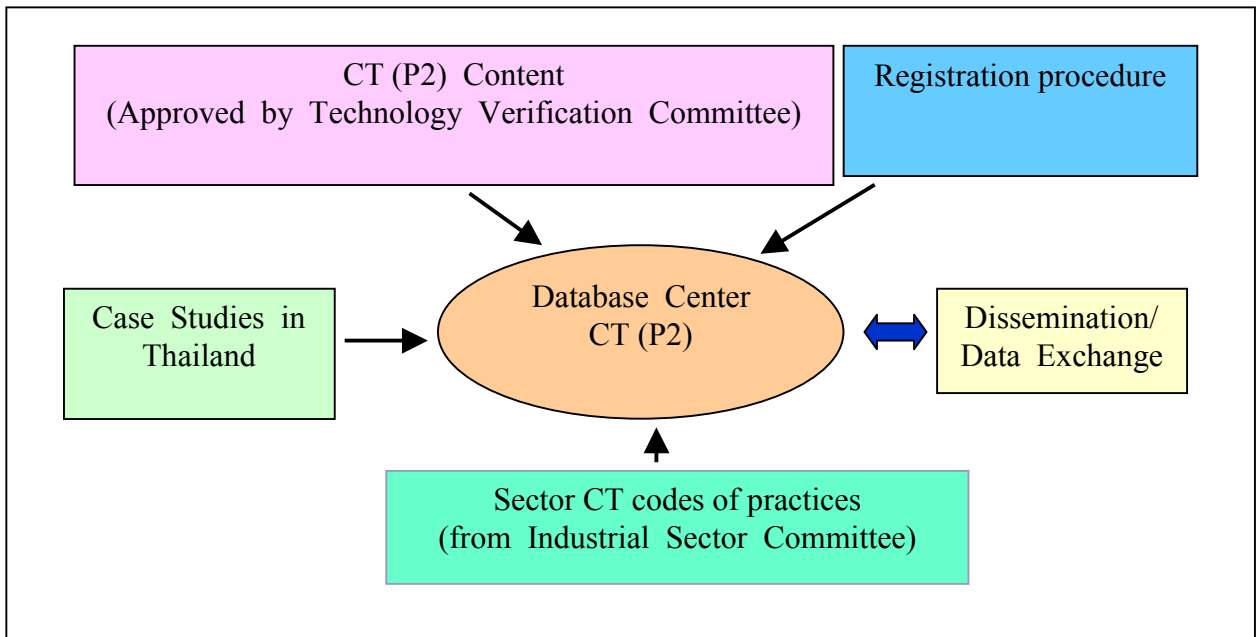 CT (P2) Content
(Approved by Technology Verification Committee)
Registration procedure
Case Studies in
Thailand
Database Center
CT (P2)
Dissemination/
Data Exchange
Sector CT codes of practices
(from Industrial Sector Committee)